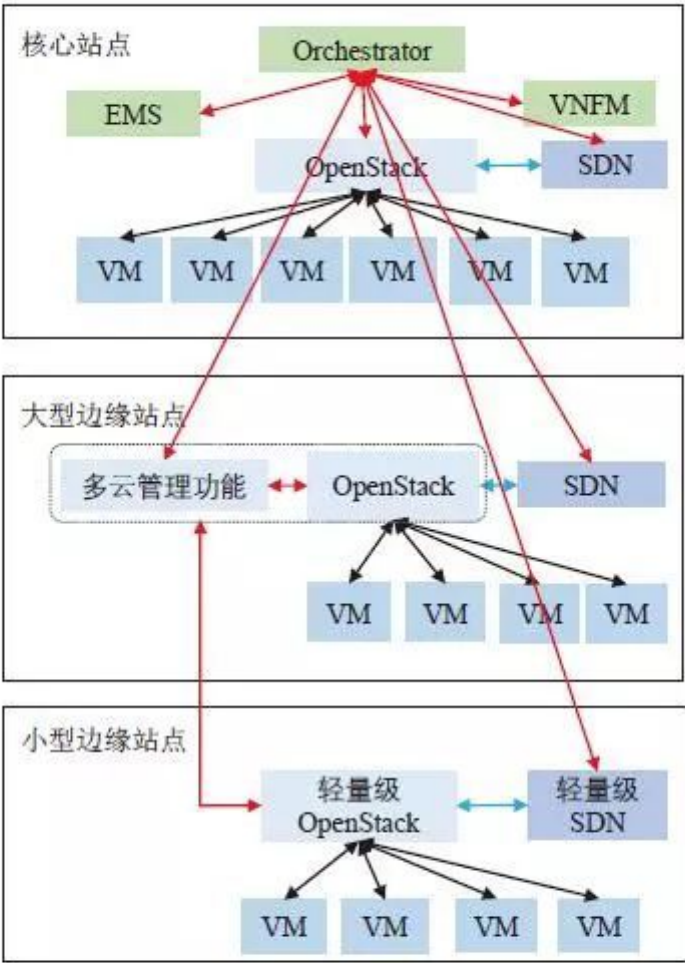 核心站点
Orchestrator
EMS
VNFM
OpenStack
SDN
VM
VM
VM
VM
VM
VM
大型边缘站点
多云管理功能
OpenStack
SDN
VM
VM
VM
VM
小型边缘站点
轻量级
OpenStack
轻量级
SDN
VM
VM
VM
VM